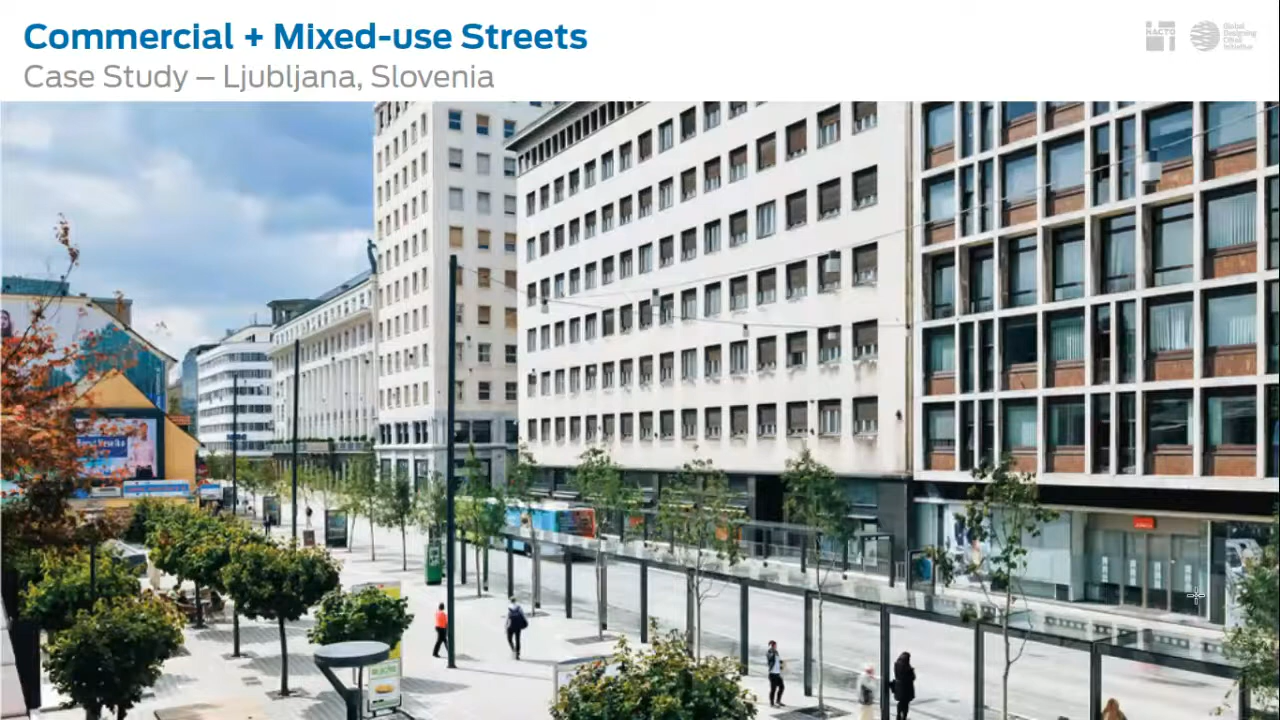 Commercial + Mixed-use Streets
Case Study – Ljubljana, Slovenia
NACTO
Global
Designing
Cities
Initiative